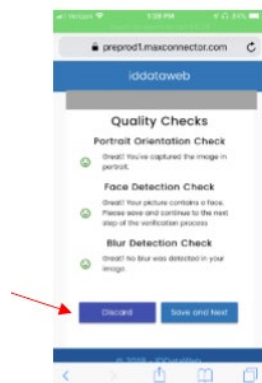 Verizon
1:28 PM
preprod1.maxconnector.com
iddataweb
Quality Checks
Portrait Orientation Check
Great! You've captured the image in
portrait.
Face Detection Check
Great! Your picture contains a face.
Please save and continue to the next
step of the verification process
Blur Detection Check
Great! No blur was detected in your
image.
Discard
Save and Next